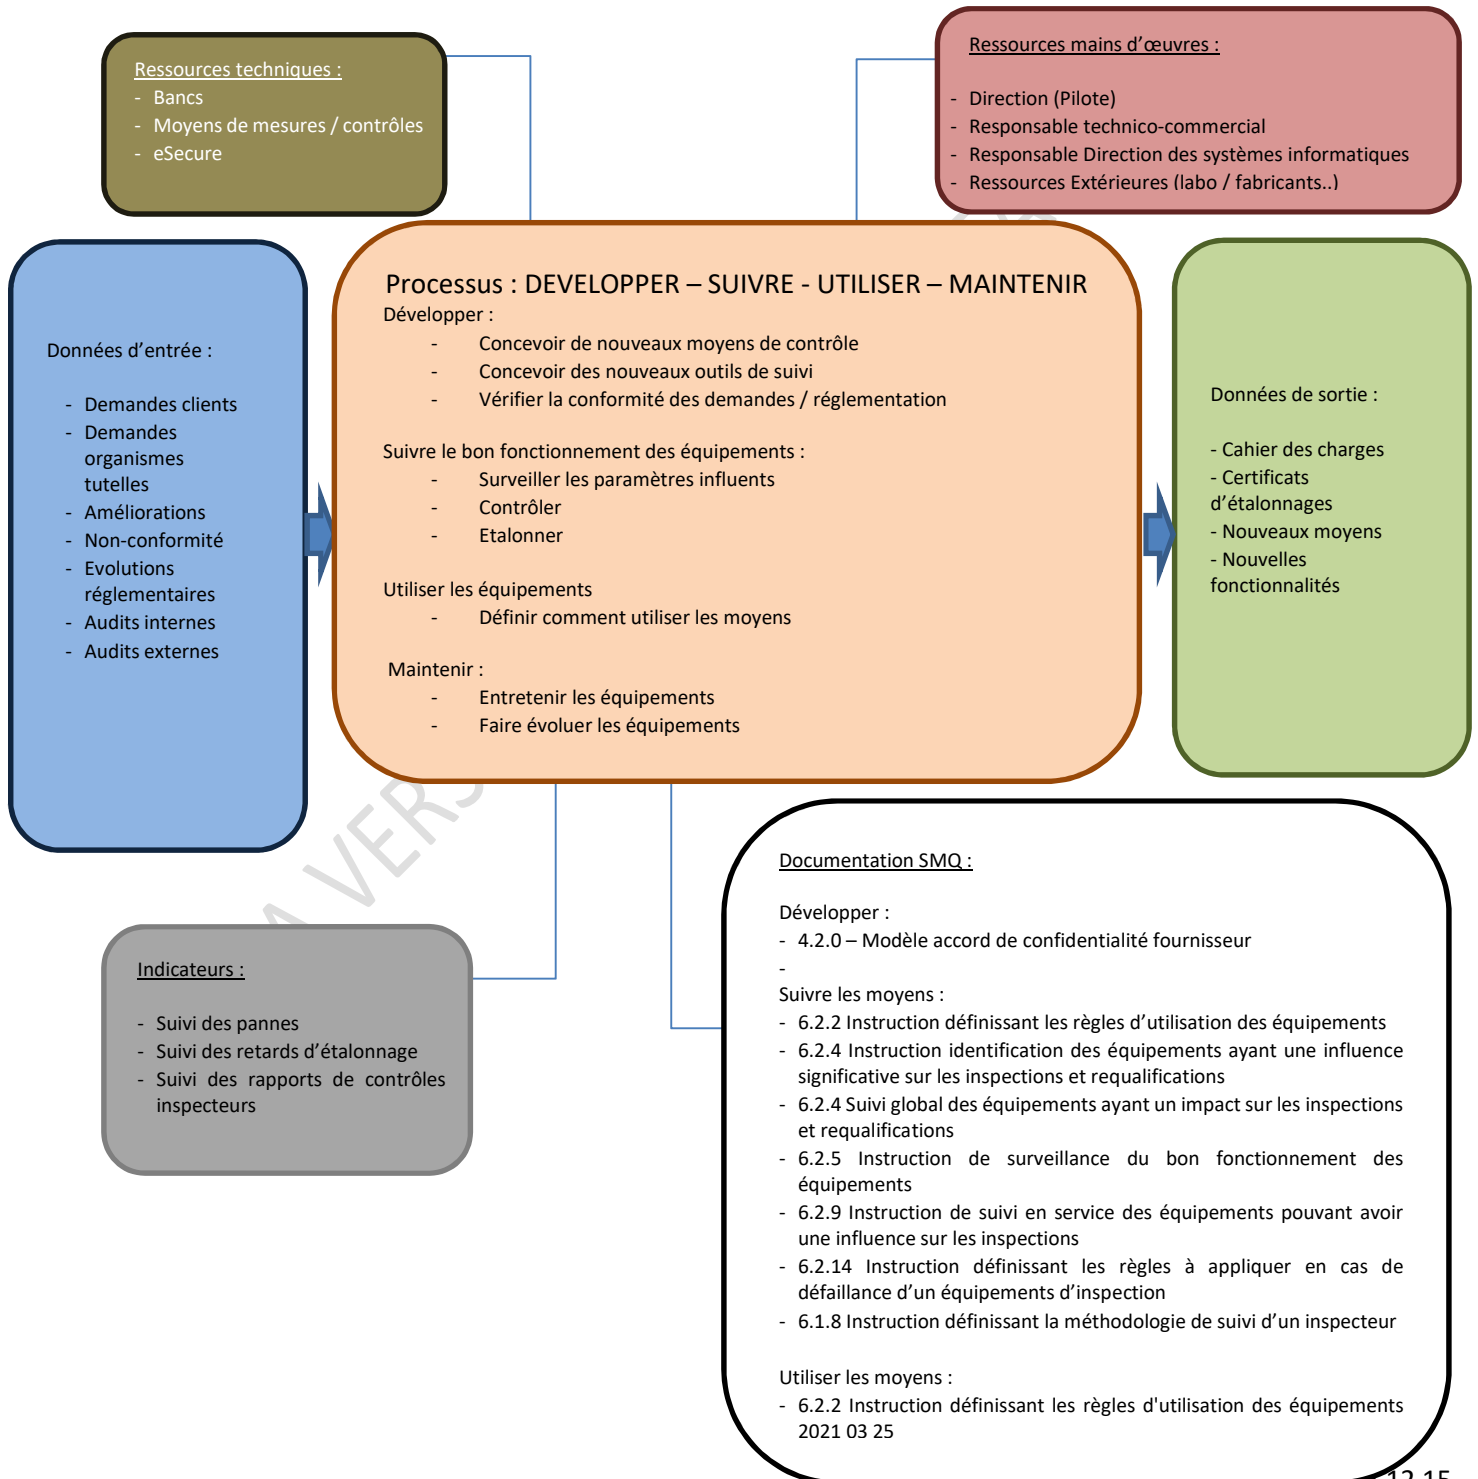 Ressources techniques :
- Bancs
- Moyens de mesures / contrôles
- eSecure
Ressources mains d’œuvres :
- Direction (Pilote)
- Responsable technico-commercial
- Responsable Direction des systèmes informatiques
- Ressources Extérieures (labo / fabricants..)
Données d’entrée :
- Demandes clients
- Demandes
organismes
tutelles
- Améliorations
- Non-conformité
- Evolutions
réglementaires
- Audits internes
- Audits externes
Processus : DEVELOPPER – SUIVRE - UTILISER – MAINTENIR
Développer :
- Concevoir de nouveaux moyens de contrôle
- Concevoir des nouveaux outils de suivi
- Vérifier la conformité des demandes / réglementation
Suivre le bon fonctionnement des équipements :
- Surveiller les paramètres influents
- Contrôler
- Etalonner
Utiliser les équipements
- Définir comment utiliser les moyens
Maintenir :
- Entretenir les équipements
- Faire évoluer les équipements
Données de sortie :
- Cahier des charges
- Certificats
d’étalonnages
- Nouveaux moyens
- Nouvelles
fonctionnalités
Indicateurs :
- Suivi des pannes
- Suivi des retards d’étalonnage
- Suivi des rapports de contrôles
inspecteurs
Documentation SMQ :
Développer :
- 4.2.0 – Modèle accord de confidentialité fournisseur
-
Suivre les moyens :
- 6.2.2 Instruction définissant les règles d’utilisation des équipements
- 6.2.4 Instruction identification des équipements ayant une influence
significative sur les inspections et requalifications
- 6.2.4 Suivi global des équipements ayant un impact sur les inspections
et requalifications
- 6.2.5 Instruction de surveillance du bon fonctionnement des
équipements
- 6.2.9 Instruction de suivi en service des équipements pouvant avoir
une influence sur les inspections
- 6.2.14 Instruction définissant les règles à appliquer en cas de
défaillance d’un équipements d’inspection
- 6.1.8 Instruction définissant la méthodologie de suivi d’un inspecteur
Utiliser les moyens :
- 6.2.2 Instruction définissant les règles d'utilisation des équipements
2021 03 25